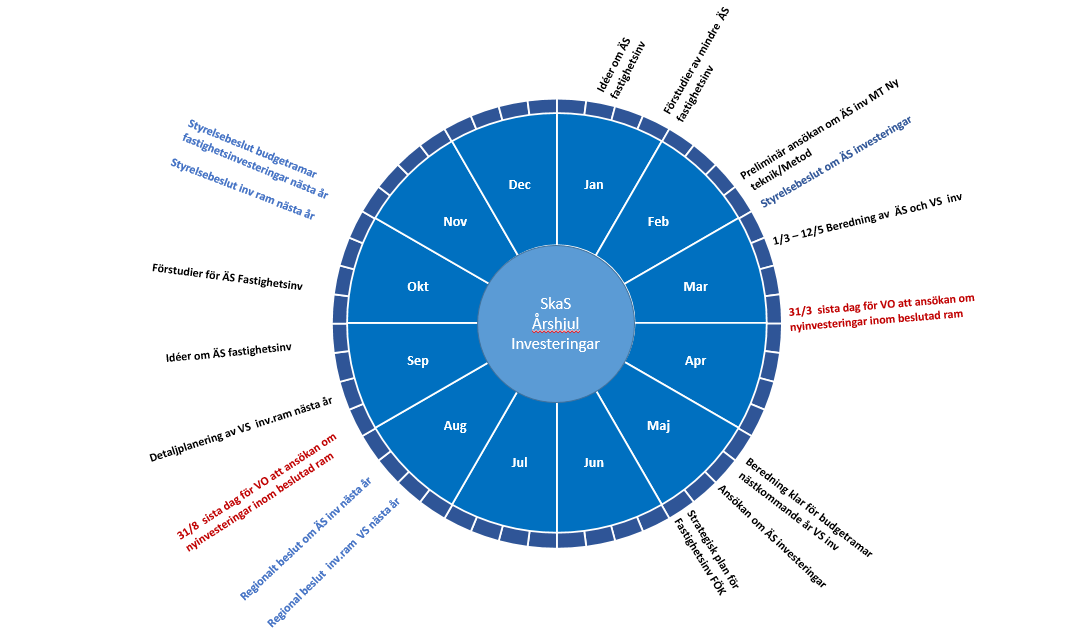 SkaS
Årshjul
Investeringar
Jan
Feb
Mar
Apr
Maj
Jun
Jul
Aug
Sep
Okt
Nov
Dec
Idéer om ÄS
fastighetsinv
Förstudier av mindre ÄS
fastighetsinv
Preliminär ansökan om ÄS inv MT Ny
teknik/Metod
Styrelsebeslut om ÄS investeringar
1/3 – 12/5 Beredning av ÄS och VS inv
31/3 sista dag för VO att ansökan om
nyinvesteringar inom beslutad ram
Beredning klar för budgetramar
nästkommande år VS inv
Ansökan om ÄS investeringar
Strategisk plan för
Fastighetsinv FÖK
Regional beslut inv.ram VS nästa år
Regionalt beslut om ÄS inv nästa år
31/8 sista dag för VO att ansökan om
nyinvesteringar inom beslutad ram
Detaljplanering av VS inv.ram nästa år
Idéer om ÄS fastighetsinv
Förstudier för ÄS Fastighetsinv
Styrelsebeslut inv ram nästa år
Styrelsebeslut budgetramar
fastighetsinvesteringar nästa år